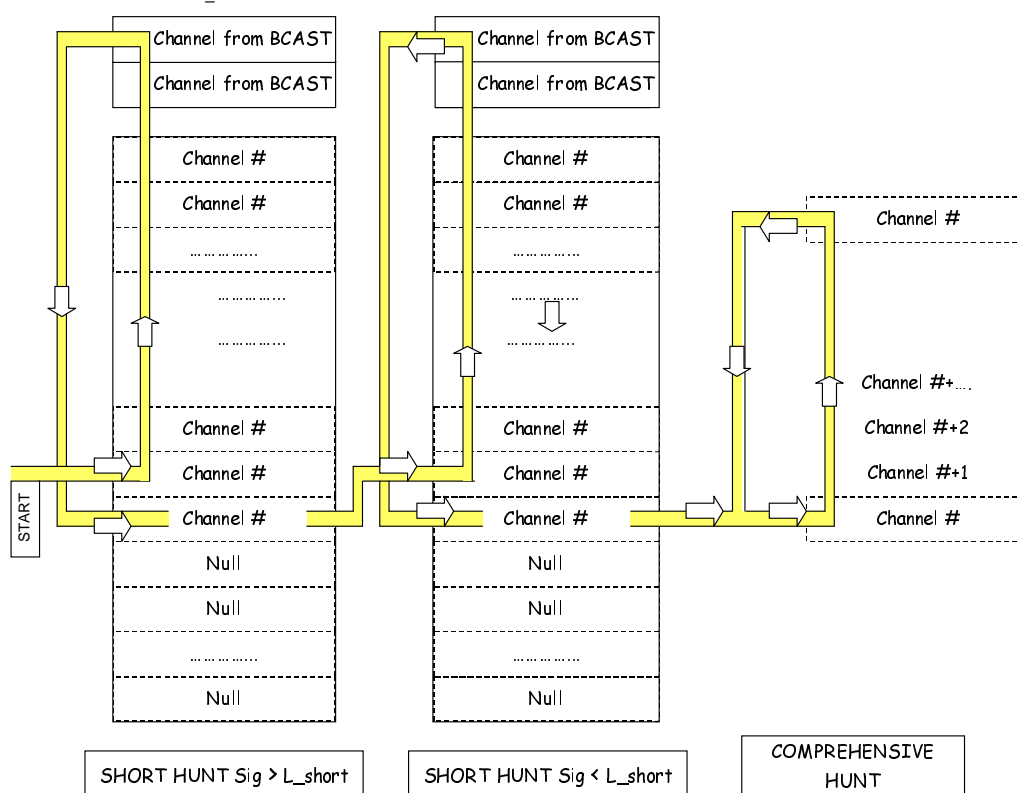 Channel from BCAST
Channel from BCAST
Channel #
Channel #
……………
……………
……………
Channel #
Channel #
Channel #
Null
Null
……………
Null
START
SHORT HUNT Sig > L_short
Channel from BCAST
Channel from BCAST
Channel #
Channel #
……………
……………
……………
Channel #
Channel #
Channel #
Null
Null
……………
Null
SHORT HUNT Sig < L_short
Channel #
Channel #+….
Channel #+2
Channel #+1
Channel #
COMPREHENSIVE
HUNT